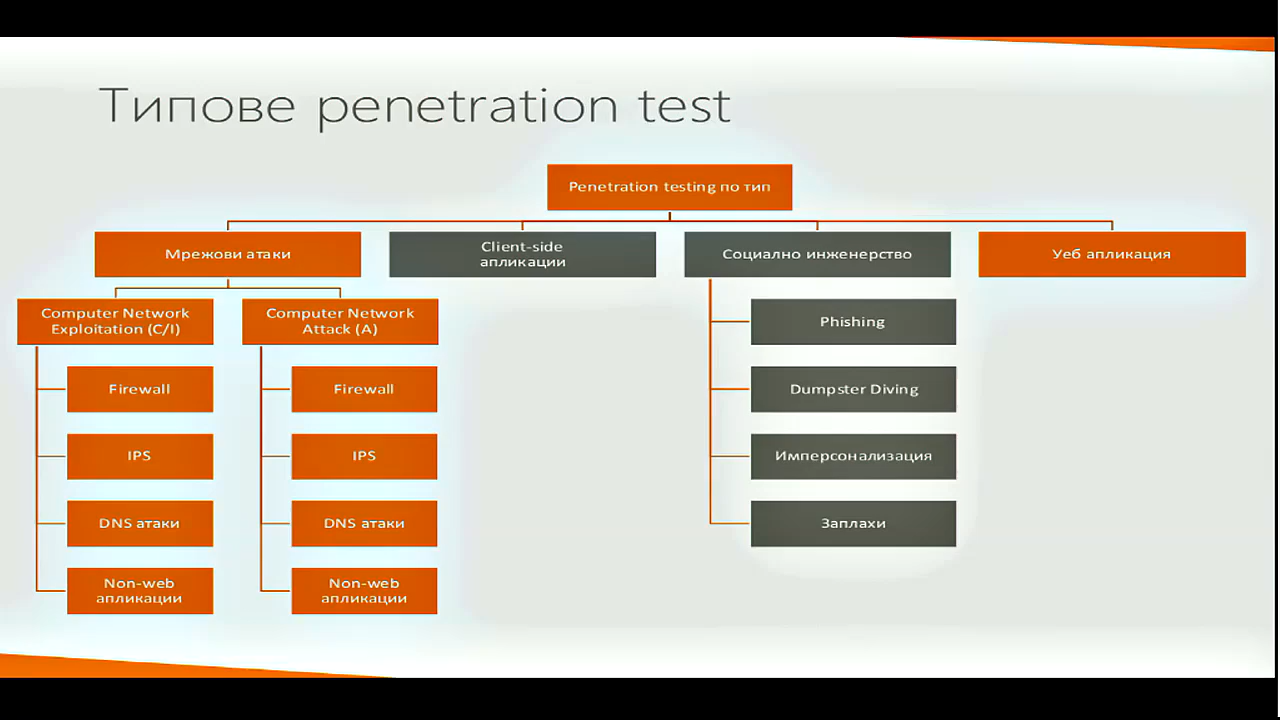 Типове penetration test
Penetration testing по тип
Мрежови атаки
Client-side
апликации
Социално инженерство
Уеб апликация
Computer Network
Exploitation (C/I)
Computer Network
Attack (A)
Phishing
Firewall
Firewall
Dumpster Diving
IPS
IPS
Имперсонализация
DNS атаки
DNS атаки
Заплахи
Non-web
апликации
Non-web
апликации